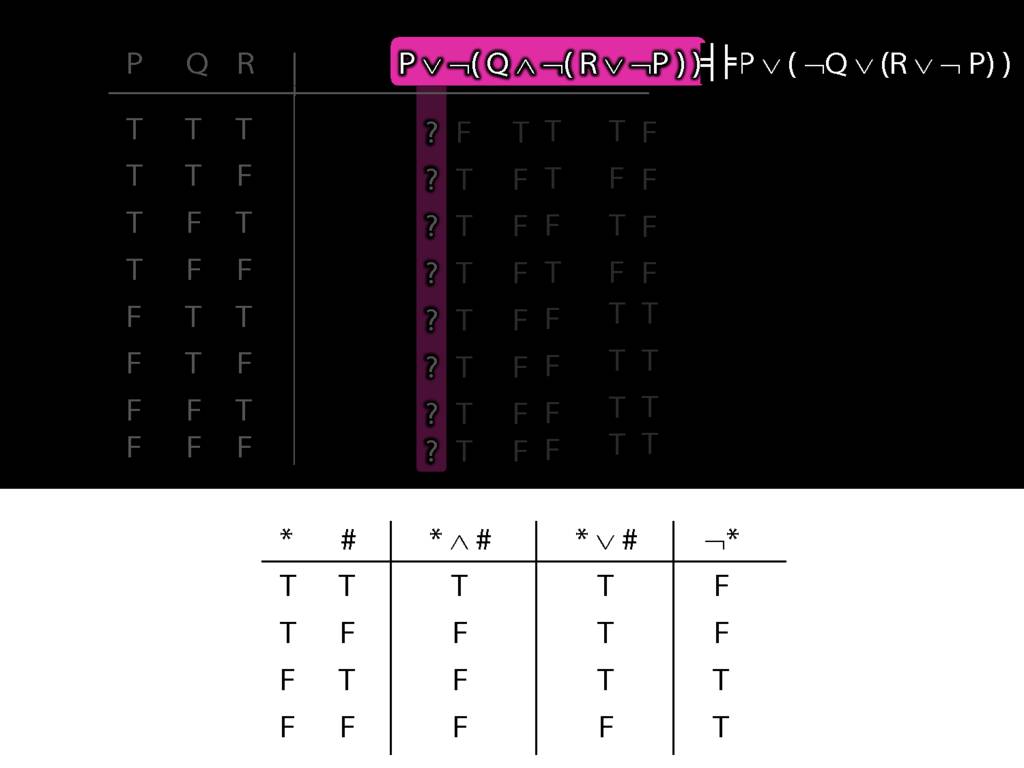 P Q R P ∨ ¬( Q ∧ ¬( R ∨ ¬P ) ) ⫤⊨ P ∨ ( ¬Q ∨ (R ∨ ¬ P) )
T T T ? F T T T F
T T F ? T F T F F
T F T ? T F F T F
T F F ? T F T F F
F T T ? T F F T T
F T F ? T F F T T
F F T ? T F F T T
F F F ? T F F T T
* # * ∧ # * ∨ # ¬*
T T T T F
T F F T F
F T F T T
F F F F T